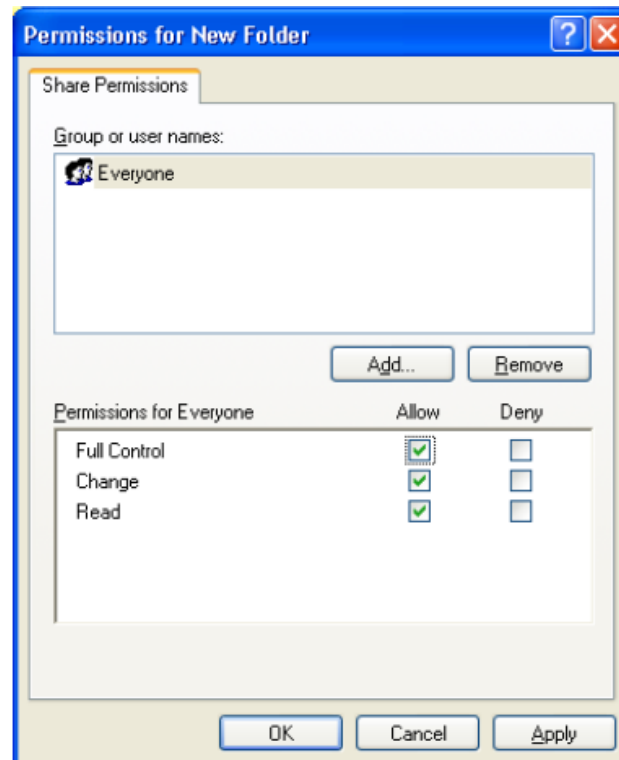 Permissions for New Folder
Share Permissions
Group or user names:
Everyone
Add... Remove
Permissions for Everyone Allow Deny
Full Control
Change
Read
OK Cancel Apply